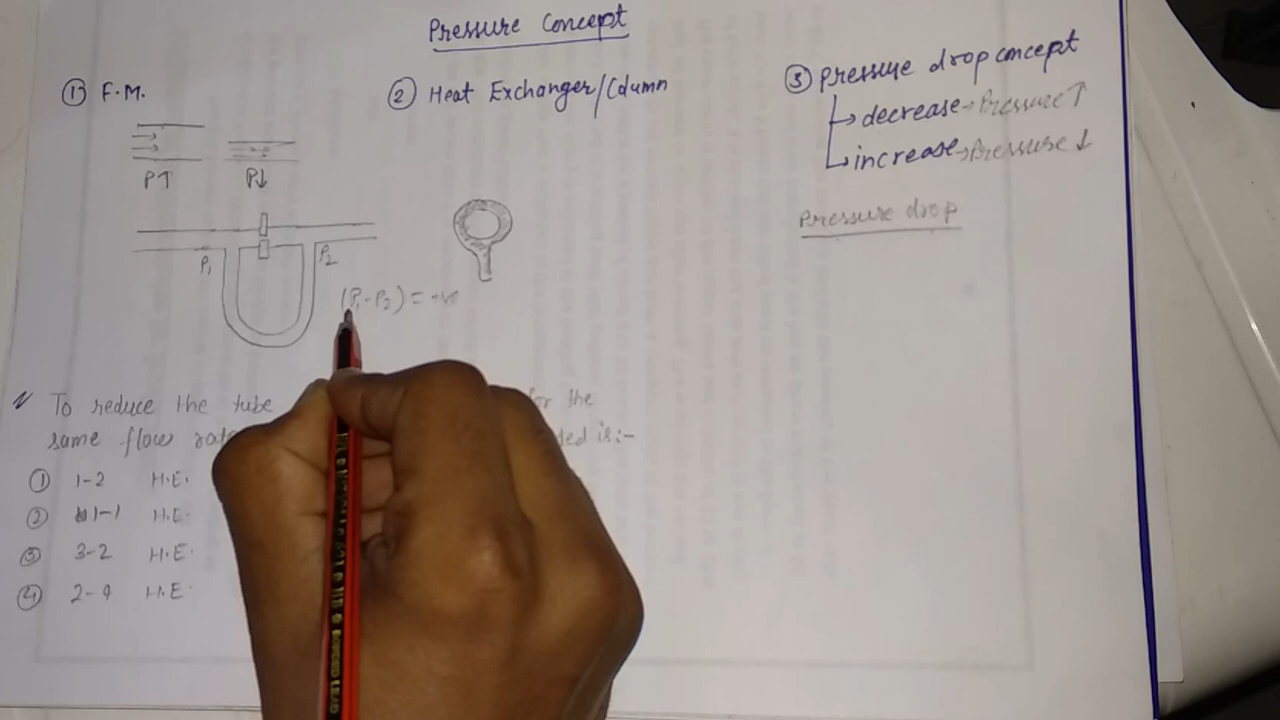 Pressure Concept
① F.M.
P↑ P↓
P₁ P₂
(P₁-P₂) = +ve
② Heat Exchanger/Column
③ Pressure drop concept
↳ decrease → Pressure↑
↳ increase → Pressure↓
Pressure drop
To reduce the tube for the
same flow is:-
① 1-2 H.E.
② 1-1 H.E.
③ 3-2 H.E.
④ 2-4 H.E.